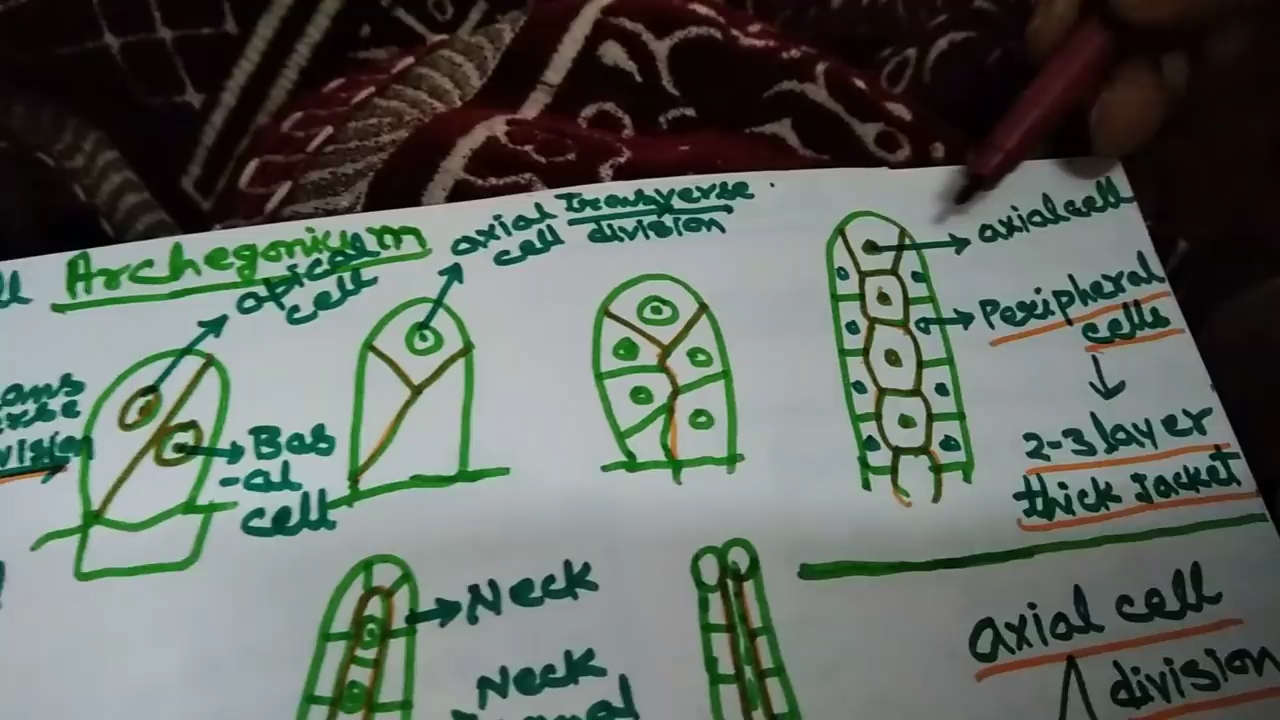 Archegonium
apical
cell
axial
cell
Transverse
division
axial cell
Peripheral
cells
2-3 layer
thick Jacket
Bas
-al
cell
Neck
Neck
axial cell
division